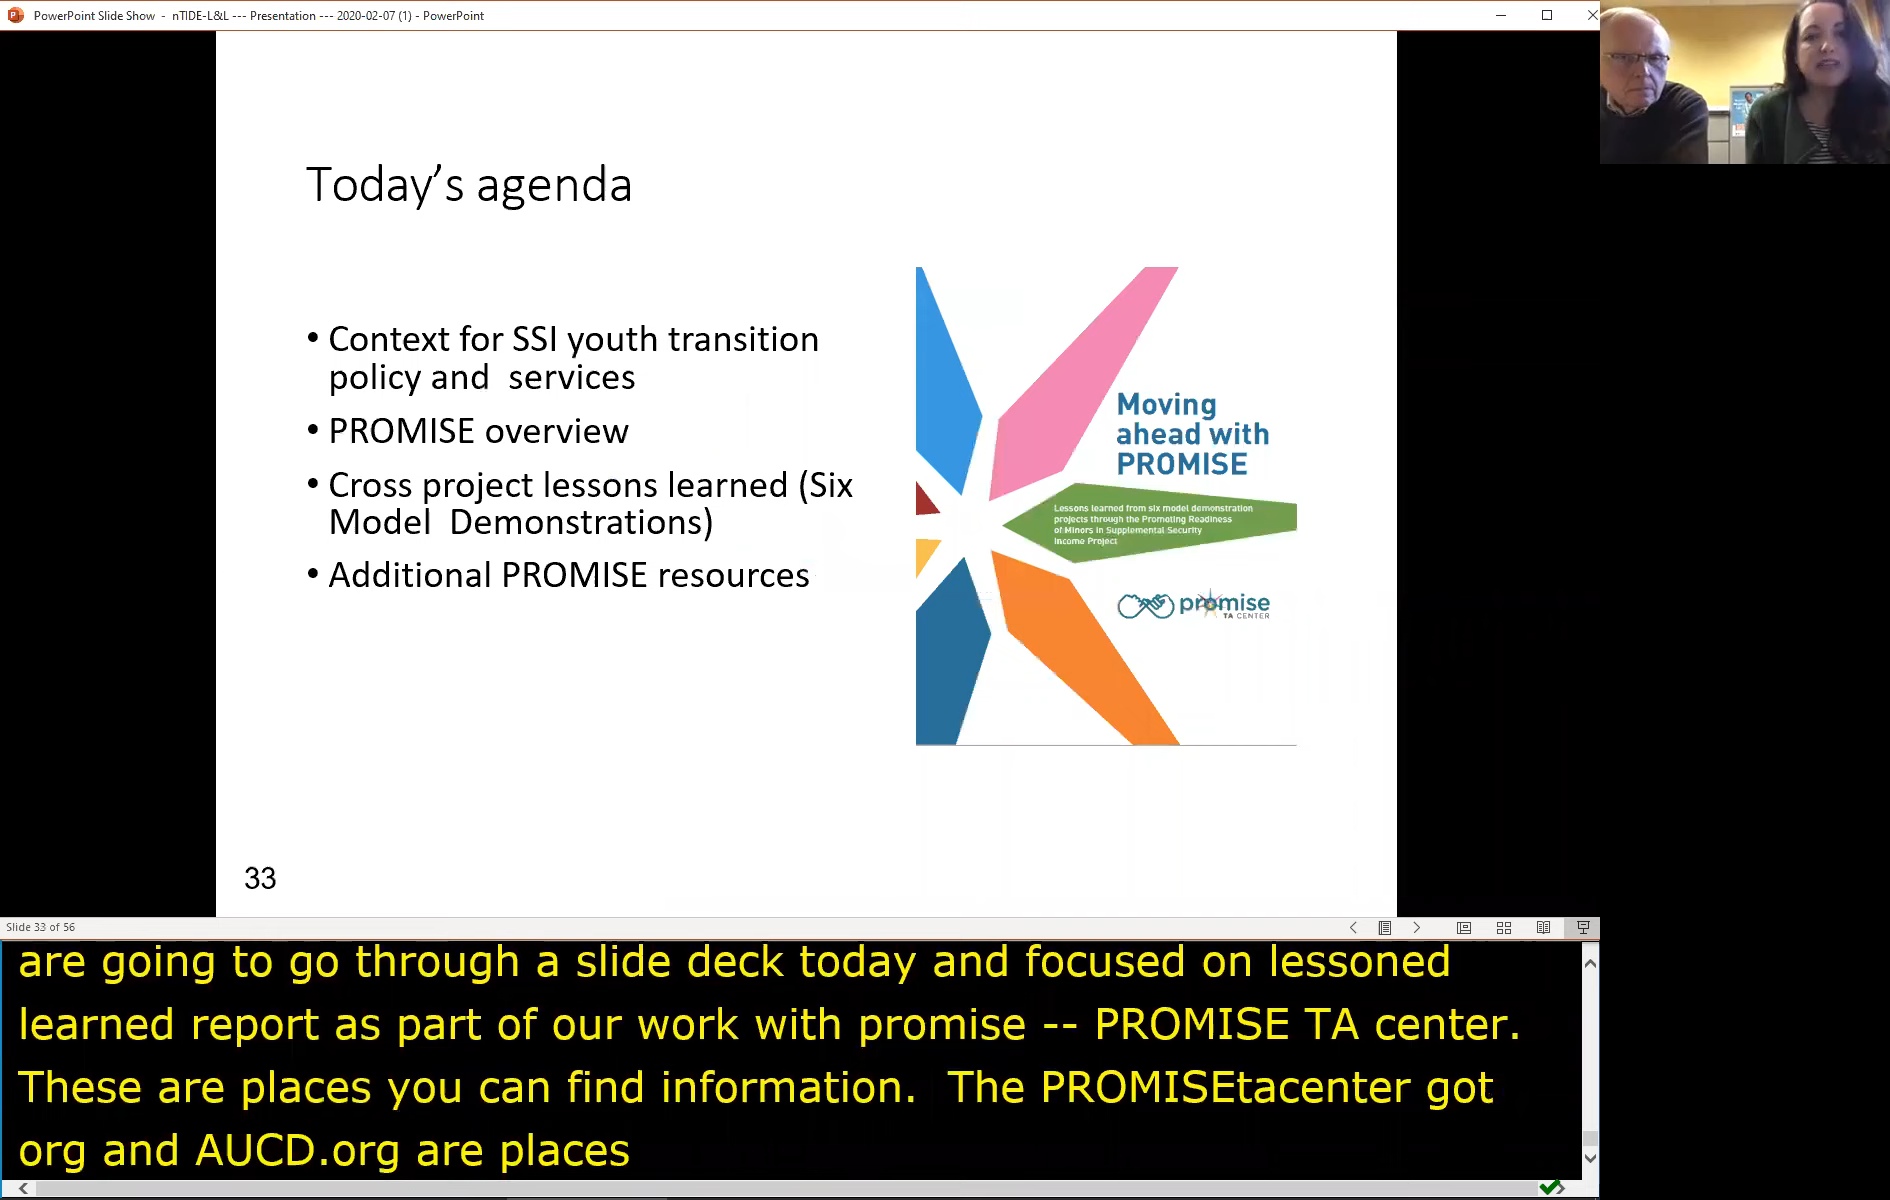 PowerPoint Slide Show - nTIDE-L&L --- Presentation --- 2020-02-07 (1) - PowerPoint
Today's agenda
• Context for SSI youth transition
policy and services
• PROMISE overview
• Cross project lessons learned (Six
Model Demonstrations)
• Additional PROMISE resources
Moving
ahead with
PROMISE
Lessons learned from six model demonstration
projects through the Promoting Readiness
of Minors in Supplemental Security
Income Project
promise
TA CENTER
33
Slide 33 of 56
are going to go through a slide deck today and focused on lessoned
learned report as part of our work with promise -- PROMISE TA center.
These are places you can find information. The PROMISEtacenter got
org and AUCD.org are places